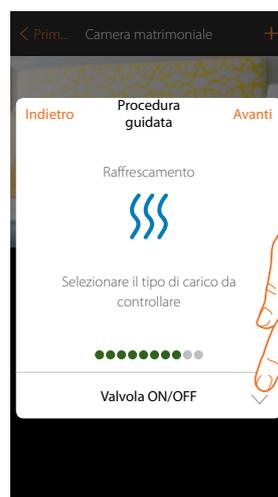 < Prim... Camera matrimoniale +
Indietro Procedura guidata Avanti
Raffrescamento
Selezionare il tipo di carico da
controllare
Valvola ON/OFF